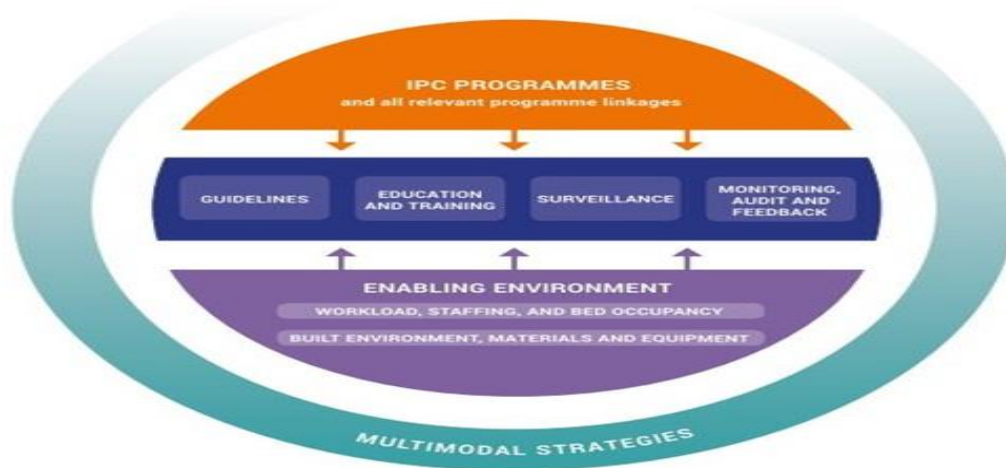 IPC PROGRAMMES
and all relevant programme linkages
GUIDELINES
EDUCATION
AND TRAINING
SURVEILLANCE
MONITORING,
AUDIT AND
FEEDBACK
ENABLING ENVIRONMENT
WORKLOAD, STAFFING, AND BED OCCUPANCY
BUILT ENVIRONMENT, MATERIALS AND EQUIPMENT
MULTIMODAL STRATEGIES